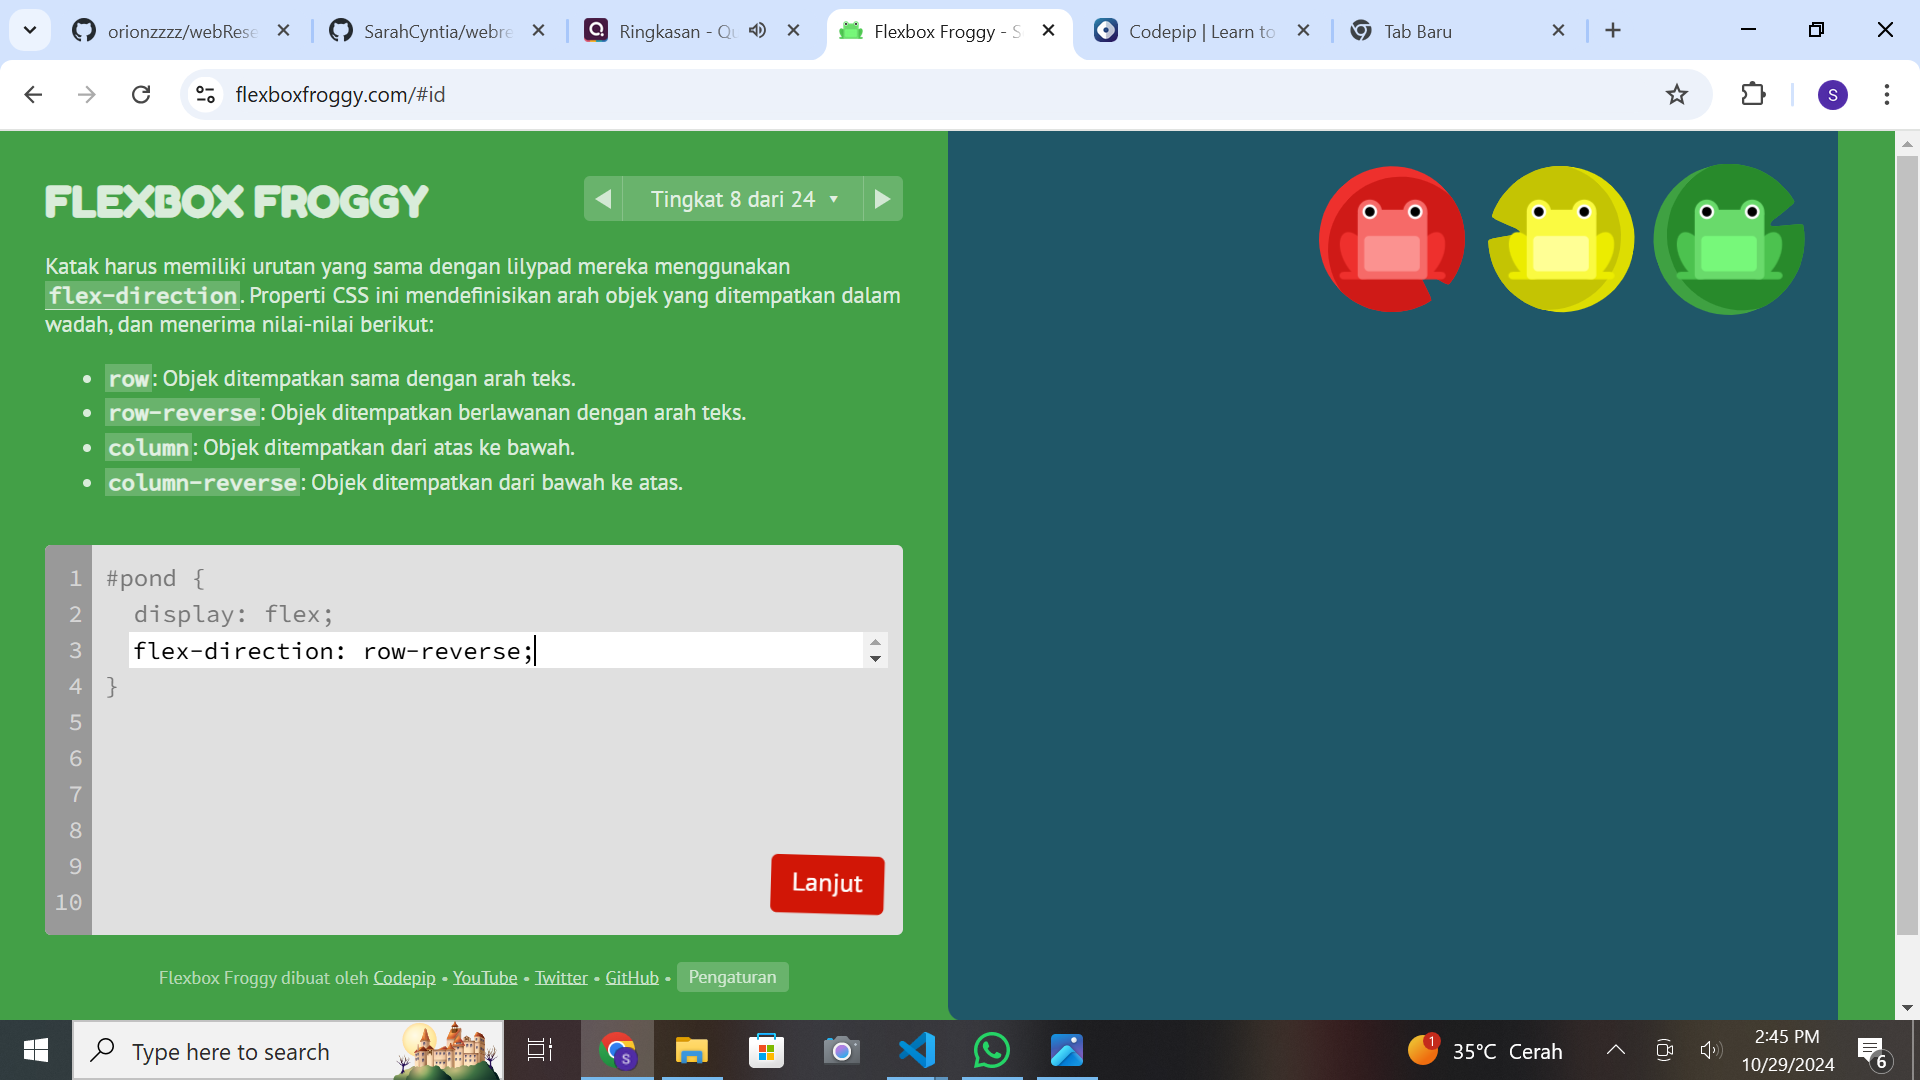 orionzzzz/webRese
SarahCyntia/webre
Ringkasan - Qu
Flexbox Froggy - S
Codepip | Learn to
Tab Baru
flexboxfroggy.com/#id
S
FLEXBOX FROGGY
Tingkat 8 dari 24
Katak harus memiliki urutan yang sama dengan lilypad mereka menggunakan
flex-direction. Properti CSS ini mendefinisikan arah objek yang ditempatkan dalam
wadah, dan menerima nilai-nilai berikut:
• row: Objek ditempatkan sama dengan arah teks.
• row-reverse: Objek ditempatkan berlawanan dengan arah teks.
• column: Objek ditempatkan dari atas ke bawah.
• column-reverse: Objek ditempatkan dari bawah ke atas.
1 #pond {
2 display: flex;
3 flex-direction: row-reverse;
4 }
5
6
7
8
9
10
Lanjut
Flexbox Froggy dibuat oleh Codepip • YouTube • Twitter • GitHub • Pengaturan
Type here to search
S
1
35°C Cerah
2:45 PM
10/29/2024
6